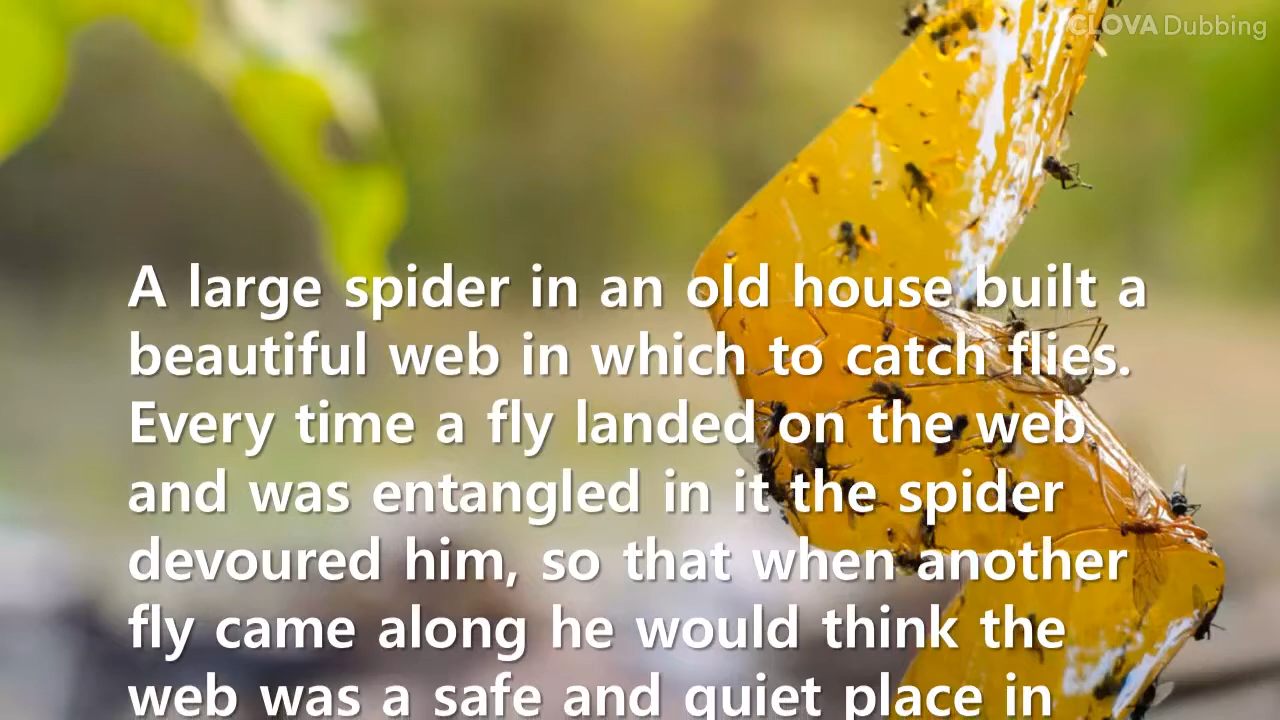 CLOVA Dubbing
A large spider in an old house built a
beautiful web in which to catch flies.
Every time a fly landed on the web
and was entangled in it the spider
devoured him, so that when another
fly came along he would think the
web was a safe and quiet place in